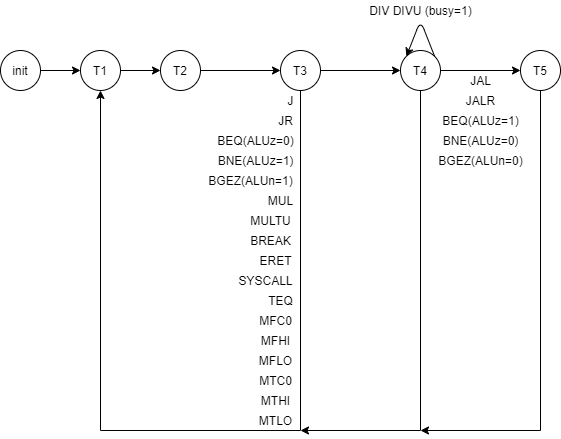 DIV DIVU (busy=1)
init
T1
T2
T3
T4
T5
J
JR
BEQ(ALUz=0)
BNE(ALUz=1)
BGEZ(ALUn=1)
MUL
MULTU
BREAK
ERET
SYSCALL
TEQ
MFC0
MFHI
MFLO
MTC0
MTHI
MTLO
JAL
JALR
BEQ(ALUz=1)
BNE(ALUz=0)
BGEZ(ALUn=0)